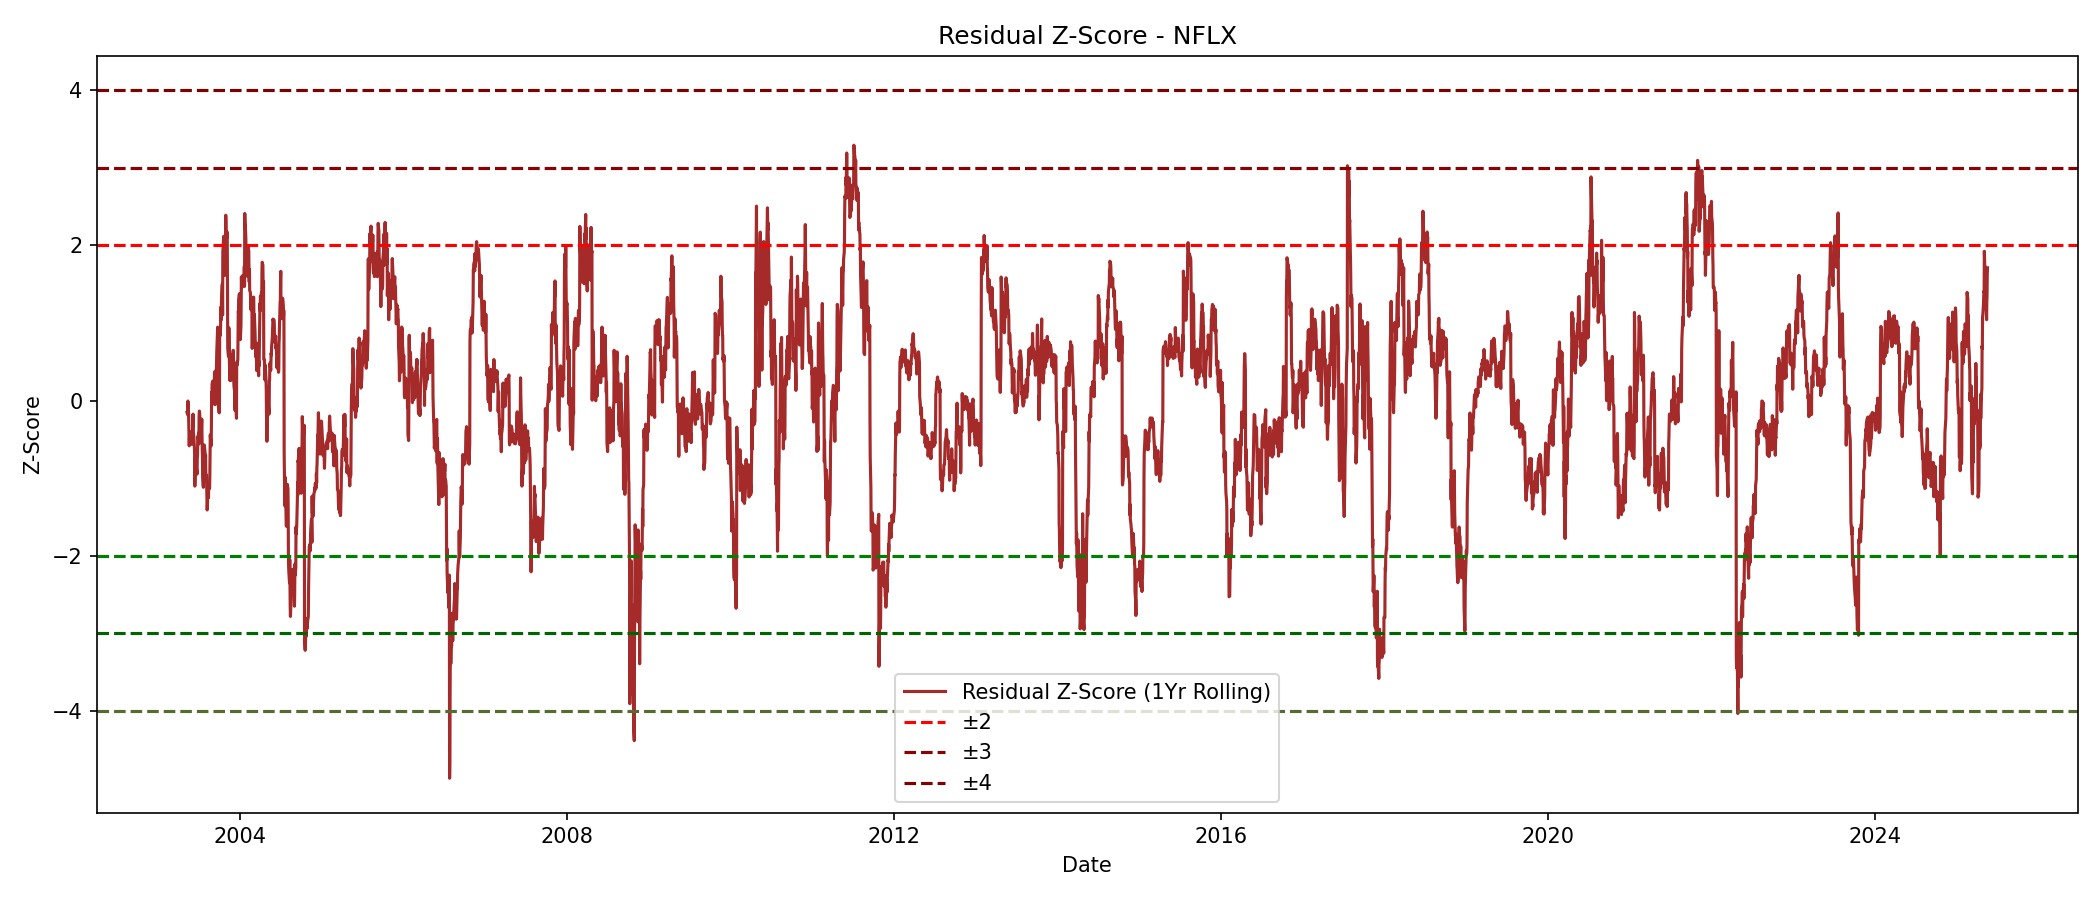 Residual Z-Score - NFLX
4
2
0
−2
−4
Z-Score
Residual Z-Score (1Yr Rolling)
±2
±3
±4
2004 2008 2012 2016 2020 2024
Date